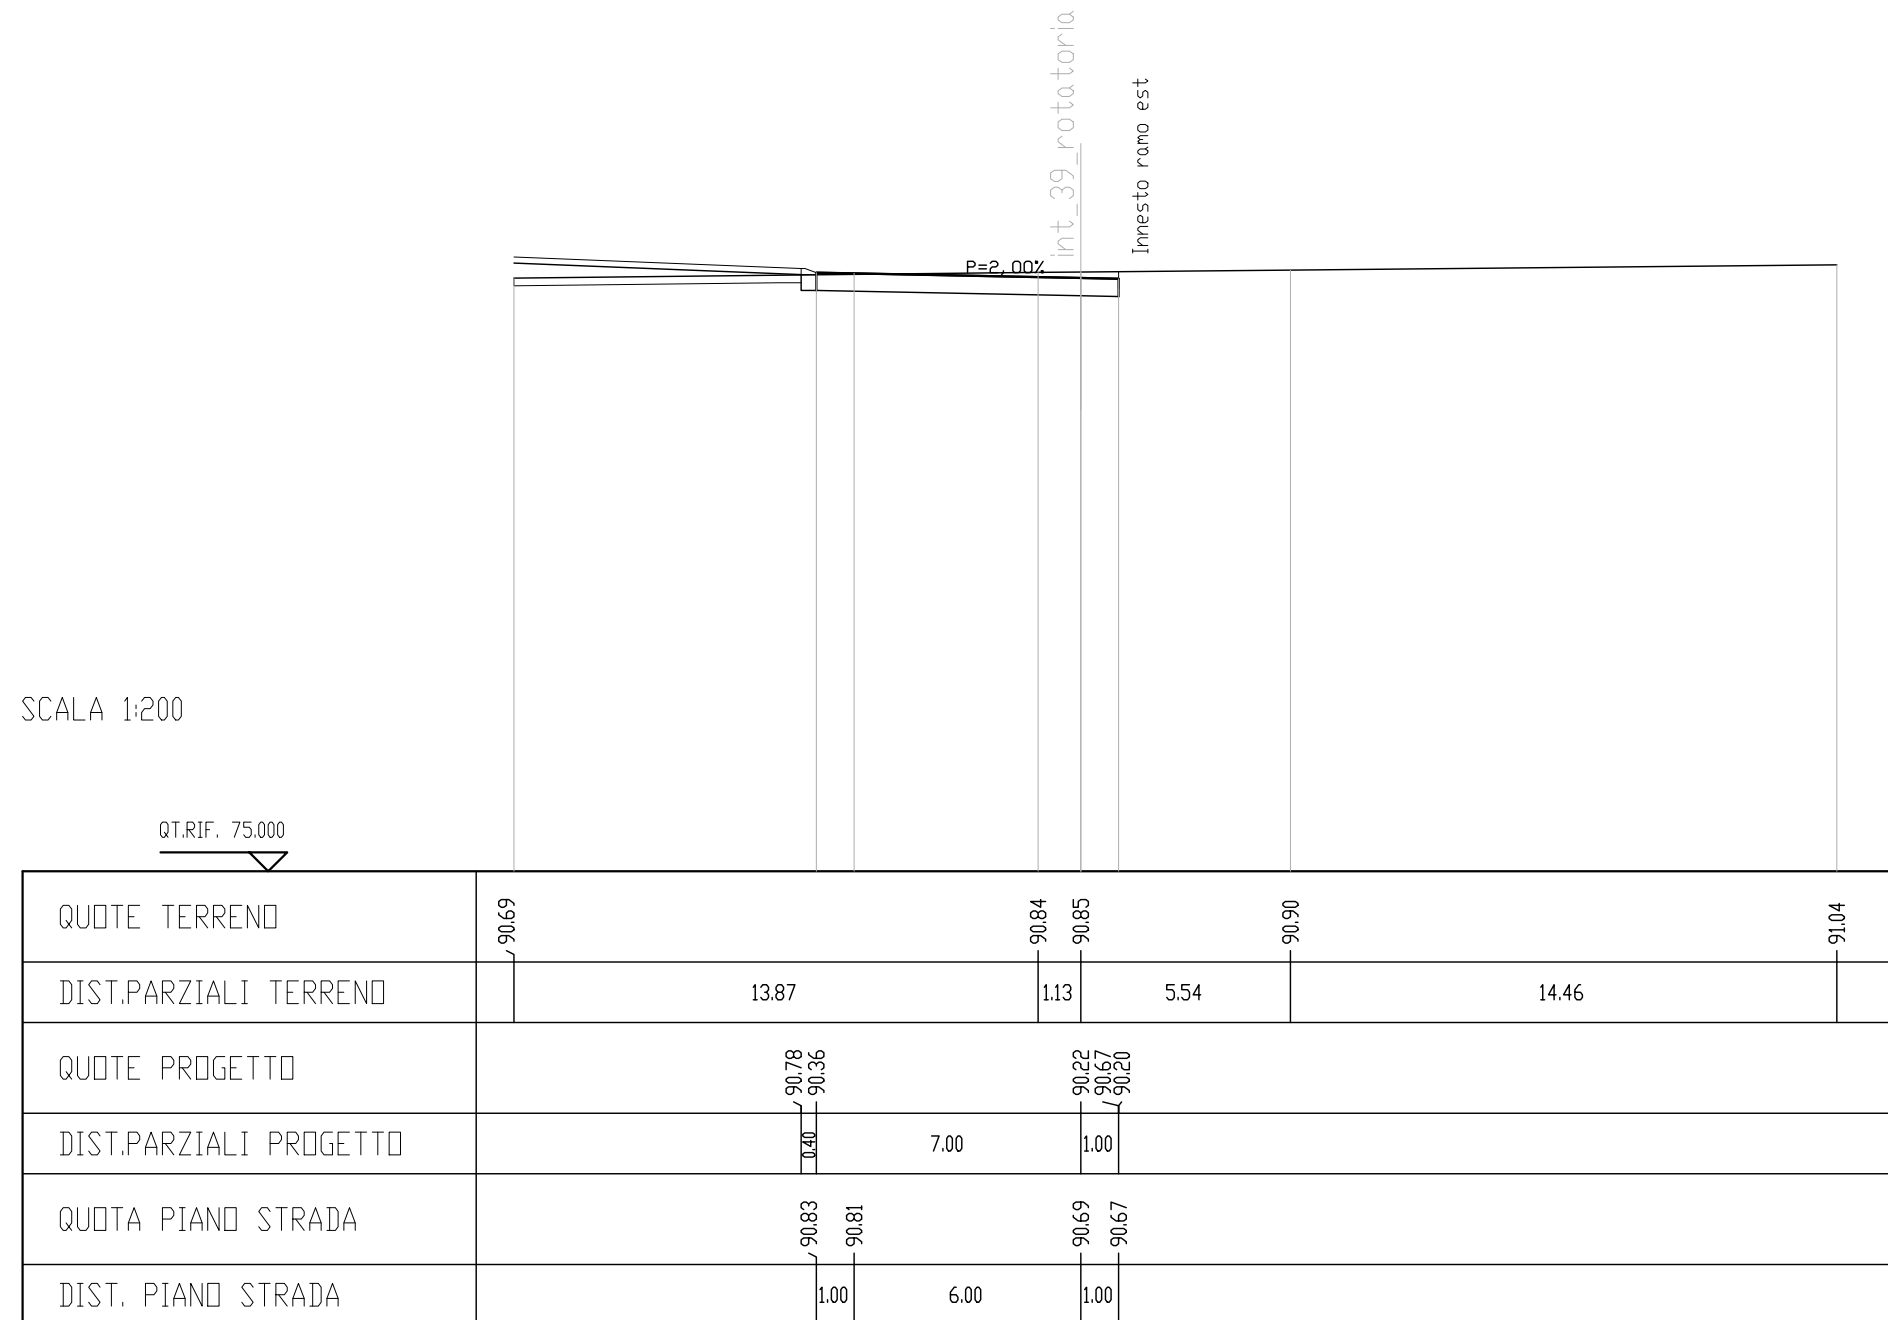 int_39_rotatoria
Innesto ramo est
P=2,00%
SCALA 1:200
QT.RIF. 75.000
QUOTE TERRENO
90.69
90.84
90.85
90.90
91.04
DIST.PARZIALI TERRENO
13.87
1.13
5.54
14.46
QUOTE PROGETTO
90.78
90.36
90.22
90.67
90.20
DIST.PARZIALI PROGETTO
0.40
7.00
1.00
QUOTA PIANO STRADA
90.83
90.81
90.69
90.67
DIST. PIANO STRADA
1.00
6.00
1.00